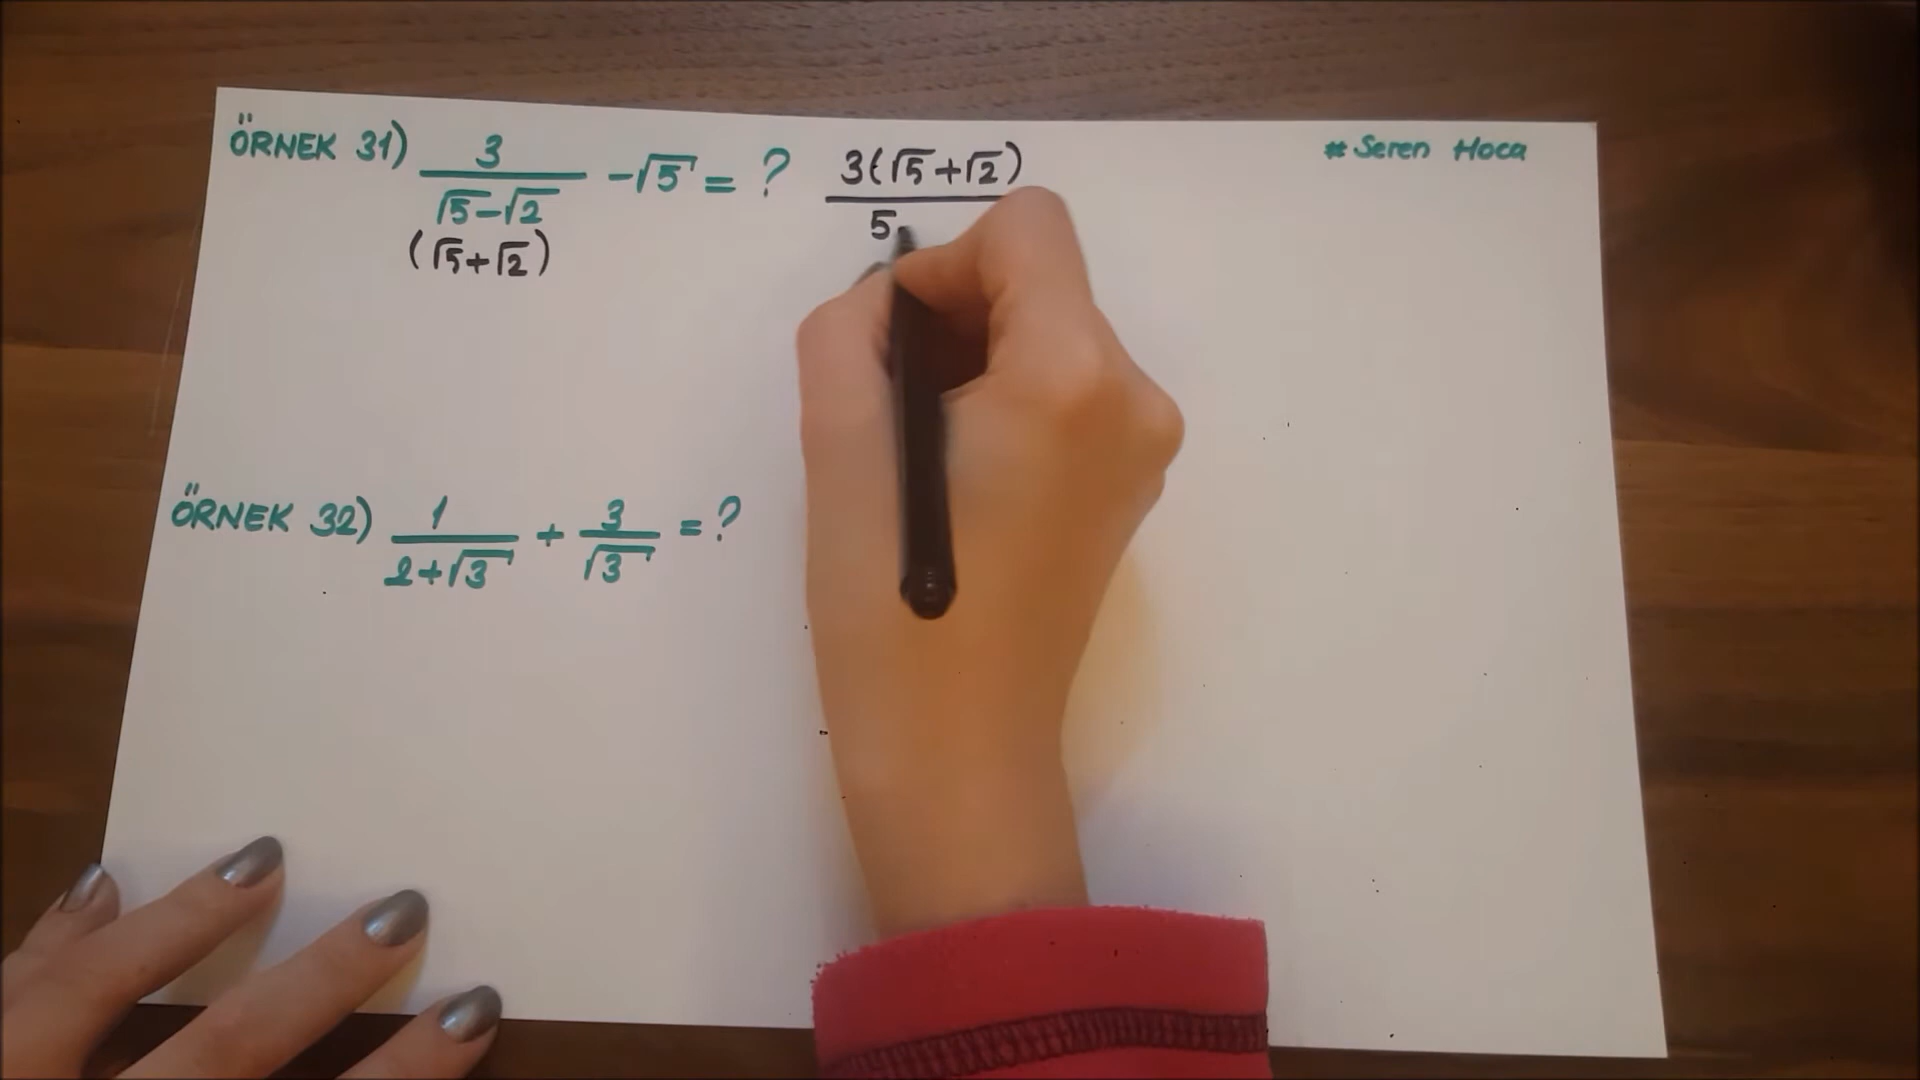 ÖRNEK 31) 3/(√5-√2) -√5 = ? 3(√5+√2)/5-
(√5+√2)
# Seren Hoca
ÖRNEK 32) 1/(2+√3) + 3/√3 = ?